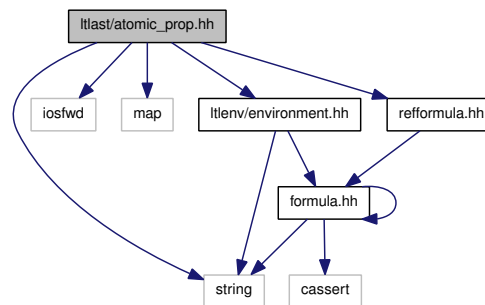 ltlast/atomic_prop.hh
iosfwd
map
ltlenv/environment.hh
refformula.hh
formula.hh
string
cassert